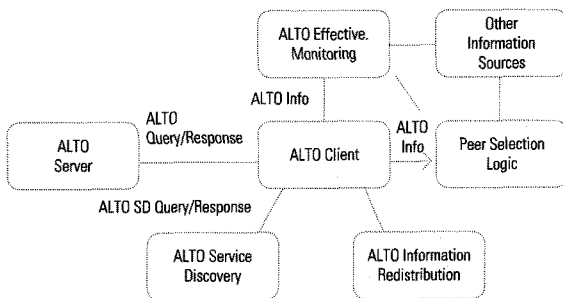 ALTO Effective.
Monitoring
Other
Information
Sources
ALTO Info
ALTO
Query/Response
ALTO
Server
ALTO Client
ALTO
Info
Peer Selection
Logic
ALTO SD Query/Response
ALTO Service
Discovery
ALTO Information
Redistribution